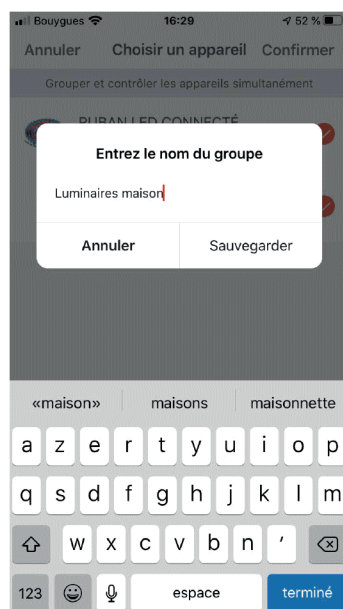 Bouygues 16:29 52 %
Annuler Choisir un appareil Confirmer
Grouper et contrôler les appareils simultanément
RUBAN LED CONNECTÉ
Entrez le nom du groupe
Luminaires maison
Annuler Sauvegarder
«maison» maisons maisonnette
a z e r t y u i o p
q s d f g h j k l m
w x c v b n ’
123 espace terminé